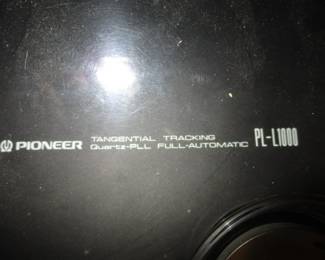 PIONEER TANGENTIAL TRACKING PL-L1000
Quartz-PLL FULL-AUTOMATIC